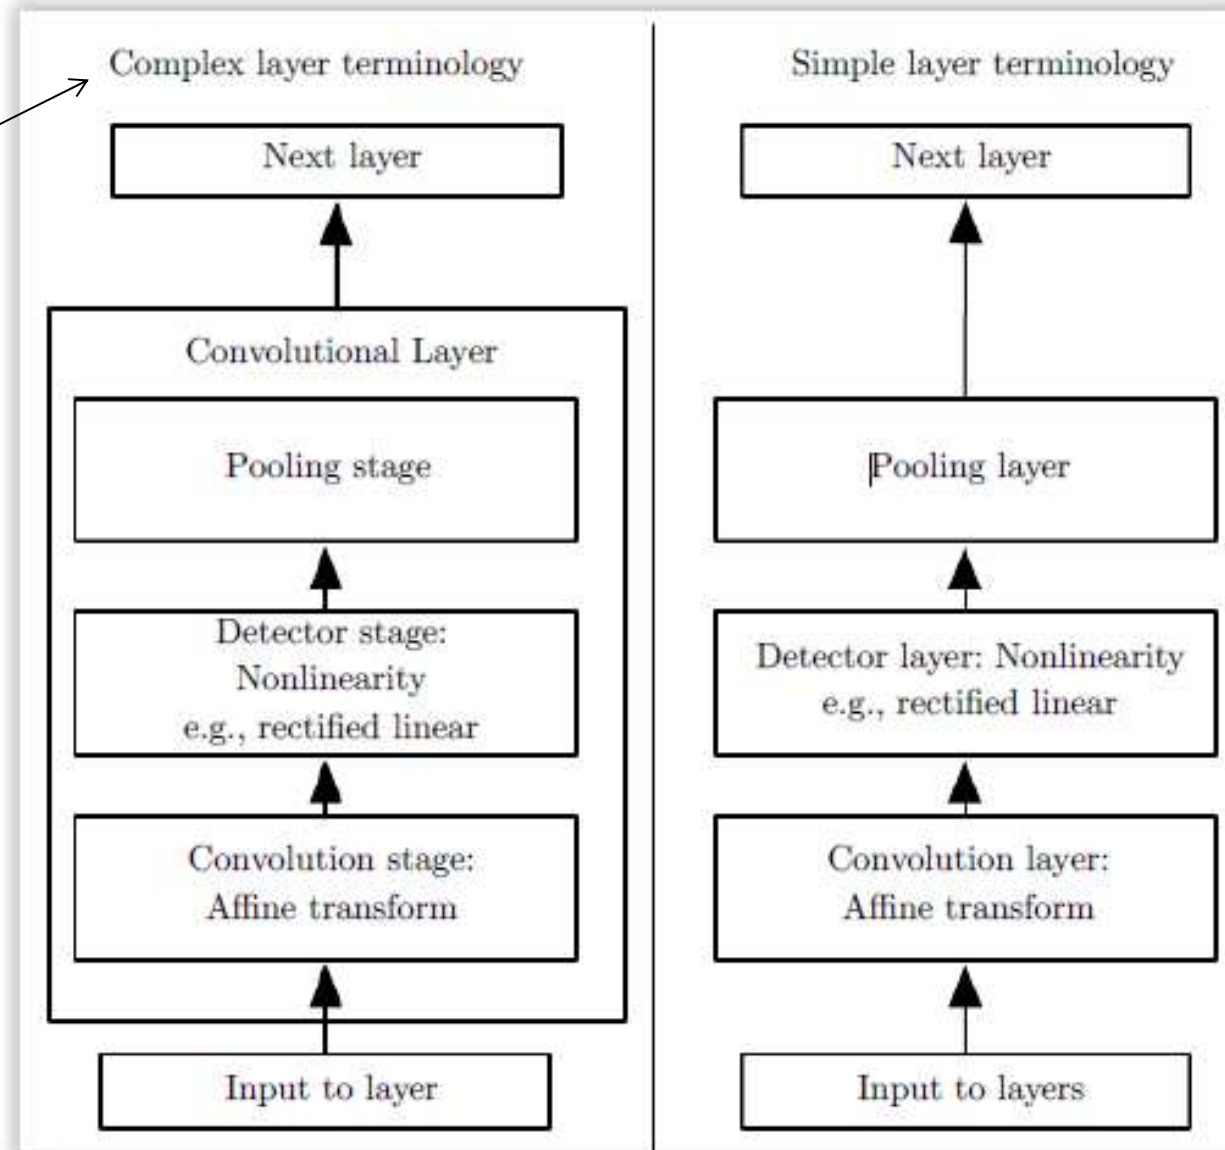 Complex layer terminology
Next layer
Convolutional Layer
Pooling stage
Detector stage:
Nonlinearity
e.g., rectified linear
Convolution stage:
Affine transform
Input to layer
Simple layer terminology
Next layer
Pooling layer
Detector layer: Nonlinearity
e.g., rectified linear
Convolution layer:
Affine transform
Input to layers